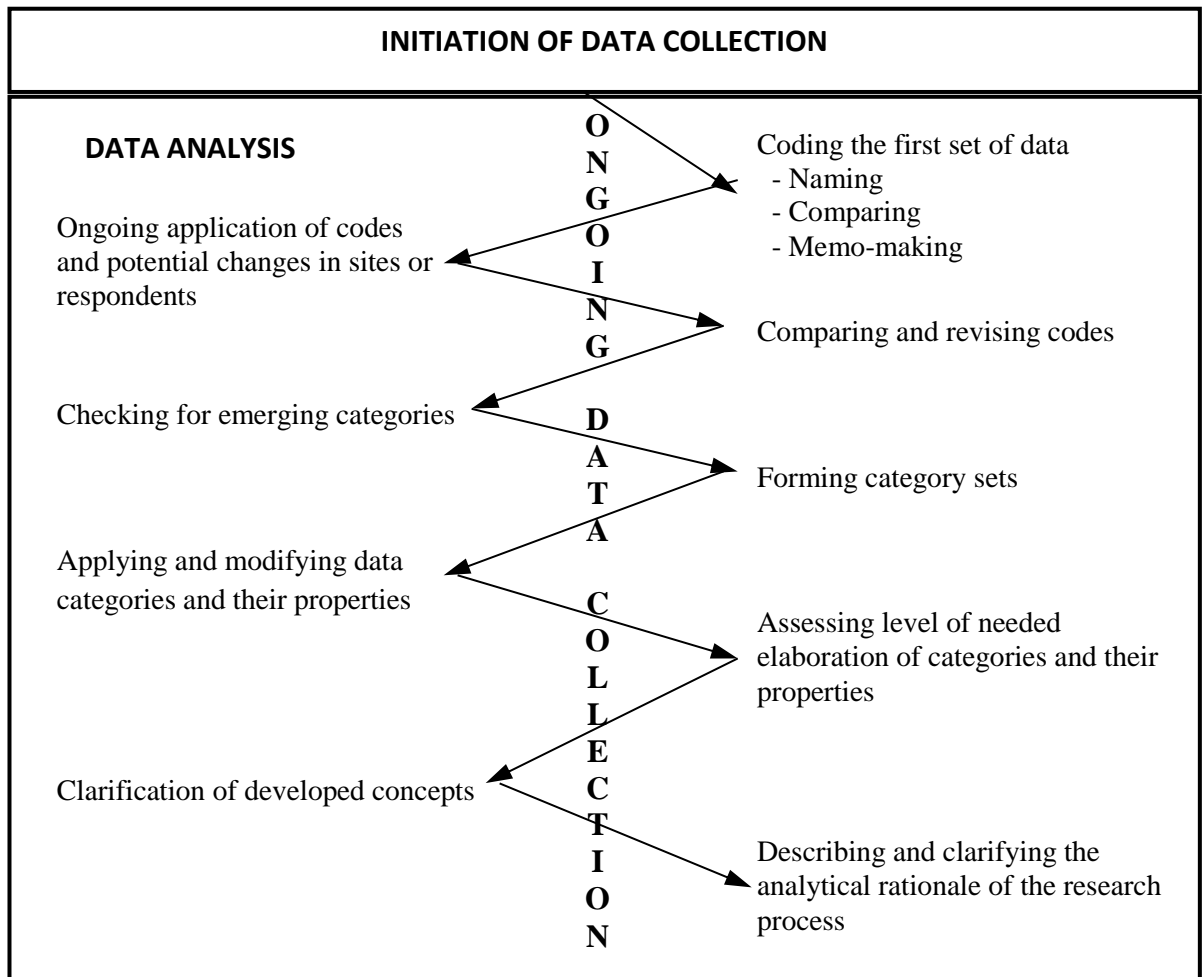 INITIATION OF DATA COLLECTION
DATA ANALYSIS
ONGOING DATA COLLECTION
Coding the first set of data
- Naming
- Comparing
- Memo-making
Ongoing application of codes
and potential changes in sites or
respondents
Comparing and revising codes
Checking for emerging categories
Forming category sets
Applying and modifying data
categories and their properties
Assessing level of needed
elaboration of categories and their
properties
Clarification of developed concepts
Describing and clarifying the
analytical rationale of the research
process